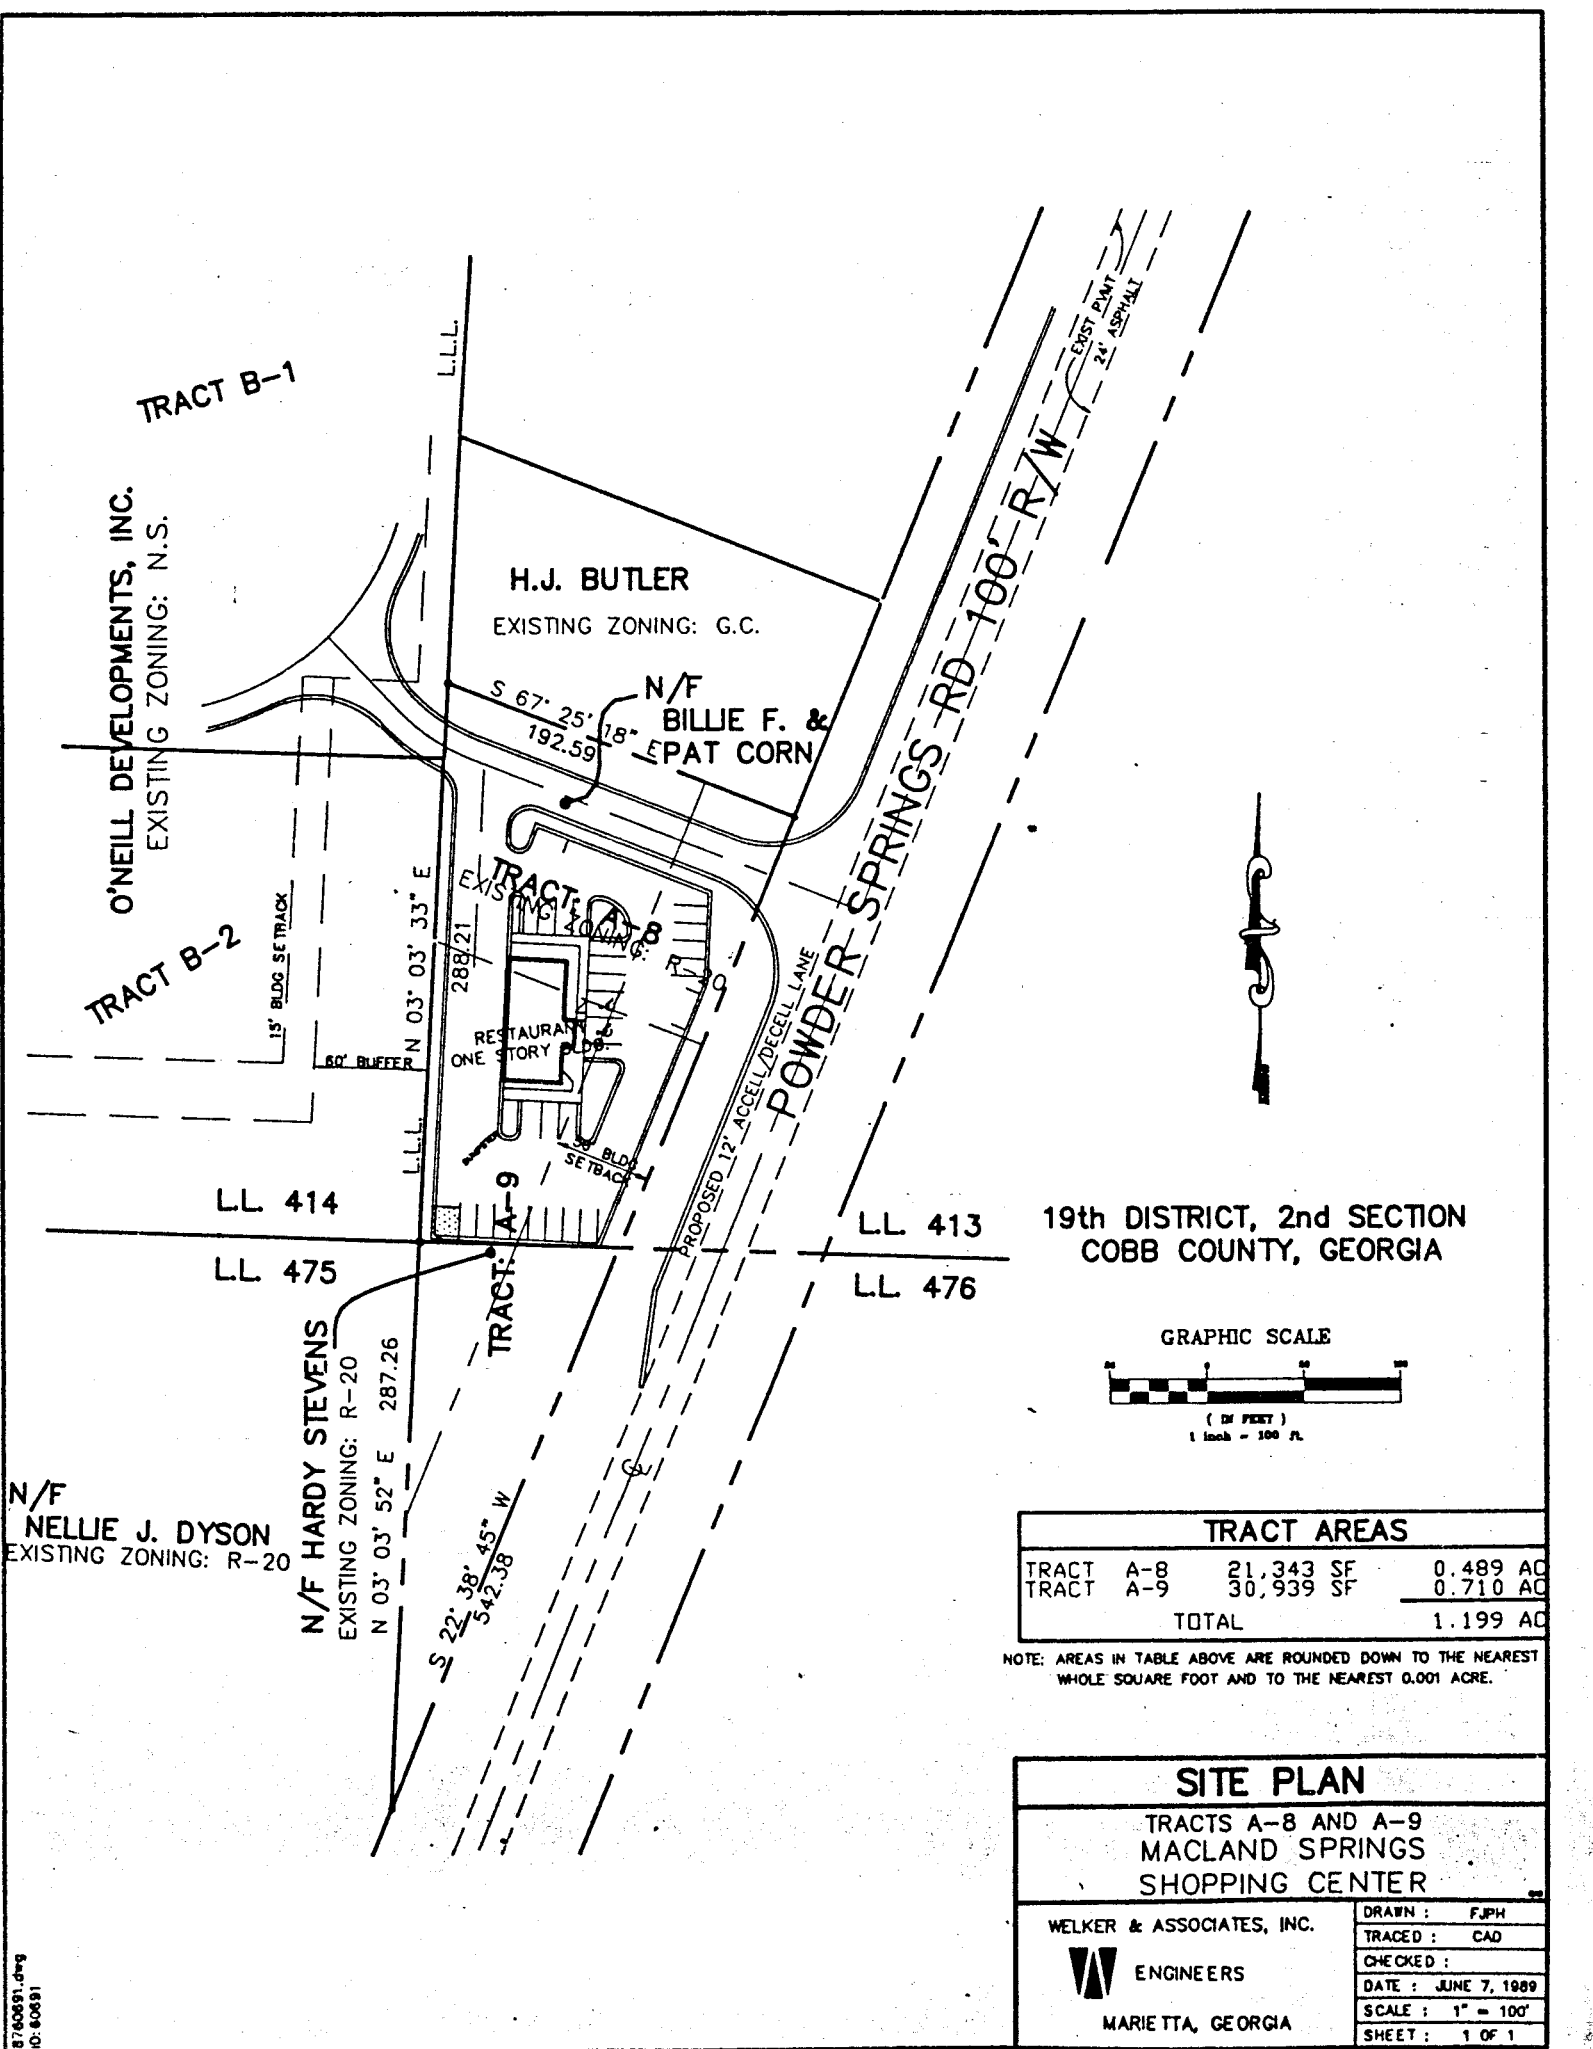 TRACT B-1
L.L.L.
EXIST PVMT
24' ASPHALT
O'NEILL DEVELOPMENTS, INC.
EXISTING ZONING: N.S.
H.J. BUTLER
EXISTING ZONING: G.C.
S 67° 25' 18" E
192.59
N/F
BILLIE F. &
PAT CORN
POWDER SPRINGS RD 100' R/W
TRACT A-8
EXISTING ZONING: R-20
TRACT B-2
15' BLDG SETBACK
60' BUFFER
N 03° 03' 33" E
288.21
L.L.L.
RESTAURANT
ONE STORY BLDG.
50' BLDG
SETBACK
PROPOSED 12' ACCELL/DECELL LANE
L.L. 414
L.L. 475
L.L. 413
L.L. 476
TRACT A-9
19th DISTRICT, 2nd SECTION
COBB COUNTY, GEORGIA
GRAPHIC SCALE
( IN FEET )
1 inch = 100 ft.
N/F HARDY STEVENS
EXISTING ZONING: R-20
N 03° 03' 52" E 287.26
N/F
NELLIE J. DYSON
EXISTING ZONING: R-20
S 22° 38' 45" W
542.38
TRACT AREAS
TRACT A-8 21,343 SF 0.489 AC
TRACT A-9 30,939 SF 0.710 AC
TOTAL 1.199 AC
NOTE: AREAS IN TABLE ABOVE ARE ROUNDED DOWN TO THE NEAREST
WHOLE SQUARE FOOT AND TO THE NEAREST 0.001 ACRE.
SITE PLAN
TRACTS A-8 AND A-9
MACLAND SPRINGS
SHOPPING CENTER
WELKER & ASSOCIATES, INC.
ENGINEERS
MARIETTA, GEORGIA
DRAWN : FJPH
TRACED : CAD
CHECKED :
DATE : JUNE 7, 1989
SCALE : 1" = 100'
SHEET : 1 OF 1
8760691.dwg
ID: 60691